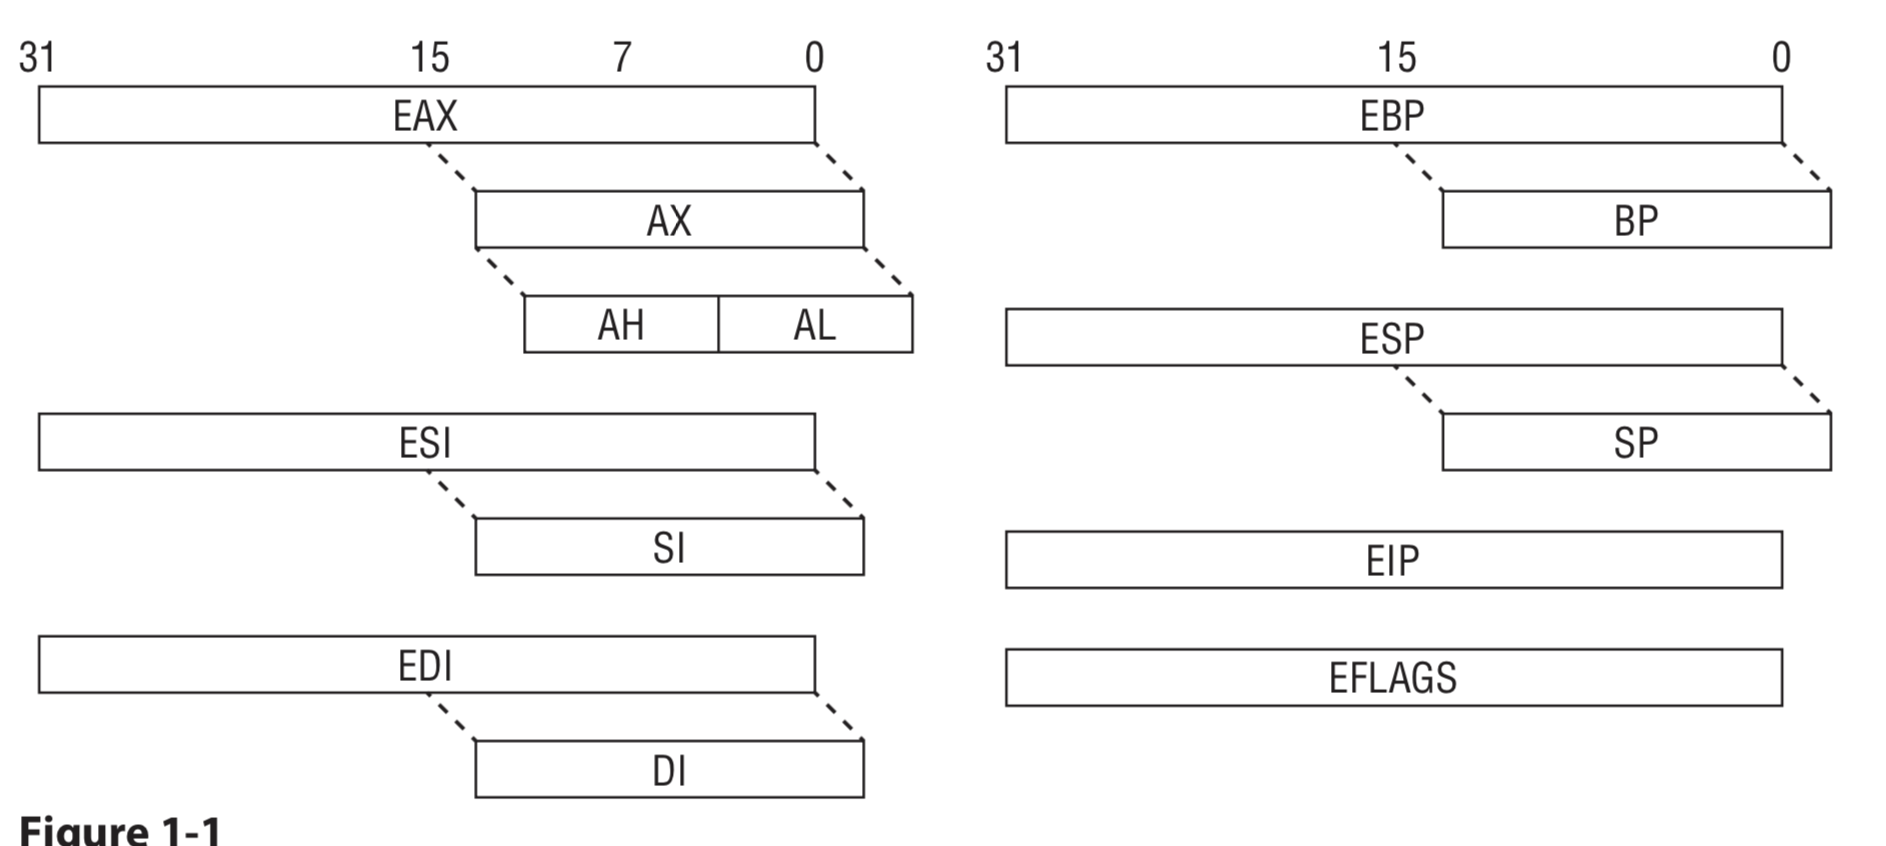 31 15 7 0
EAX
AX
AH AL
ESI
SI
EDI
DI
31 15 0
EBP
BP
ESP
SP
EIP
EFLAGS
Figure 1-1